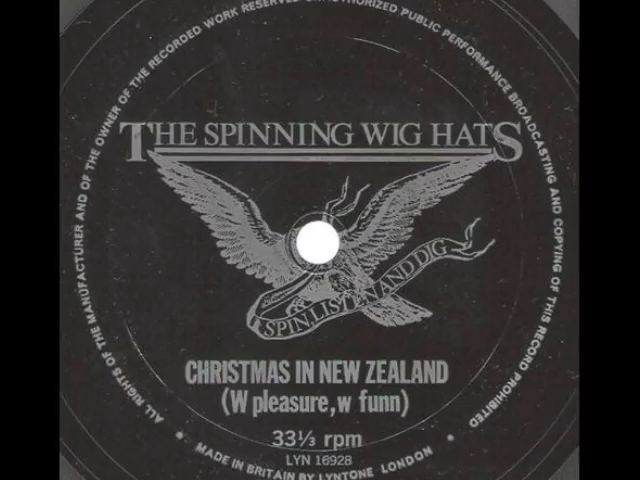 ALL RIGHTS OF THE MANUFACTURER AND OF THE OWNER OF THE RECORDED WORK RESERVED UNAUTHORIZED PUBLIC PERFORMANCE BROADCASTING AND COPYING OF THIS RECORD PROHIBITED
THE SPINNING WIG HATS
SPIN, LISTEN AND DIG
CHRISTMAS IN NEW ZEALAND
(W pleasure, w funn)
33⅓ rpm
LYN 16928
MADE IN BRITAIN BY LYNTONE LONDON